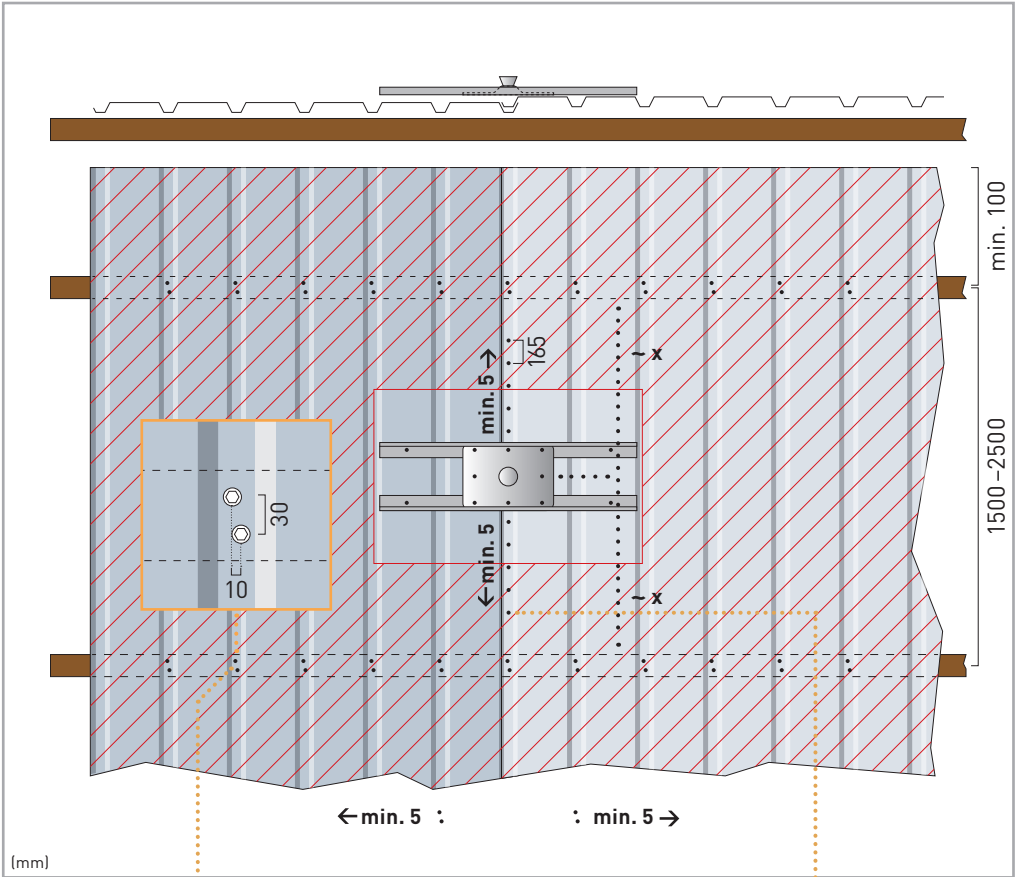 min. 100
165
~ x
min. 5 →
1500–2500
30
10
← min. 5
~ x
← min. 5 :
: min. 5 →
(mm)